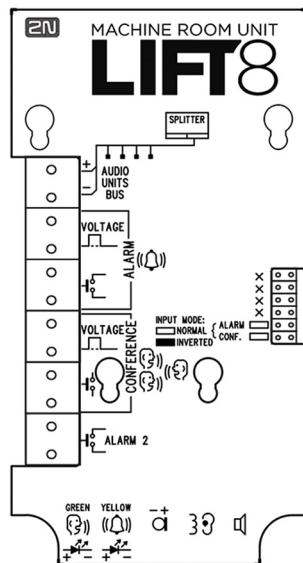 2N
MACHINE ROOM UNIT
LIFT8
SPLITTER
+
-
AUDIO
UNITS
BUS
VOLTAGE
ALARM
VOLTAGE
CONFERENCE
INPUT MODE:
NORMAL
INVERTED
ALARM
CONF.
X
X
X
X
ALARM 2
GREEN
YELLOW
- +
+ -
+ -